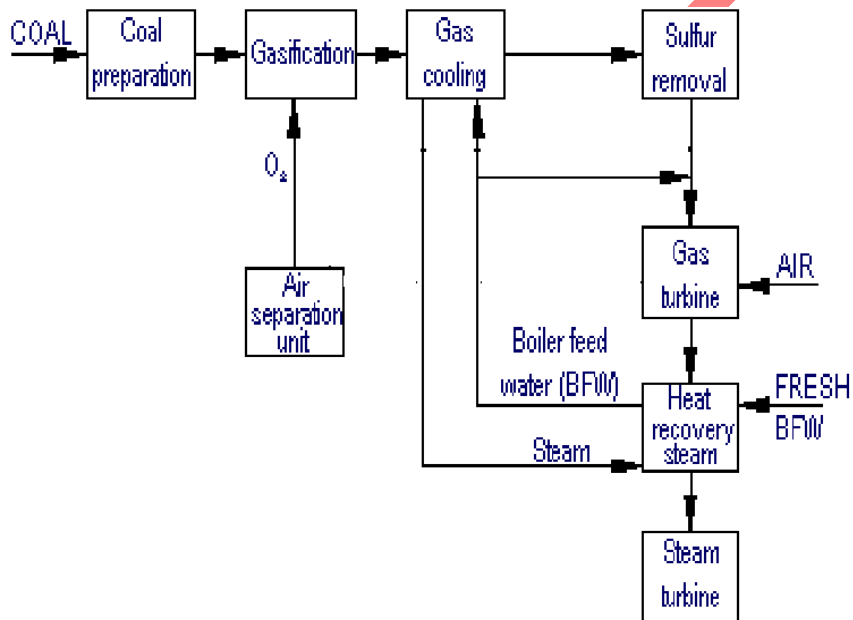 COAL
Coal
preparation
Gasification
Gas
cooling
Sulfur
removal
O₂
Air
separation
unit
Gas
turbine
AIR
Boiler feed
water (BFW)
Heat
recovery
steam
FRESH
BFW
Steam
Steam
turbine